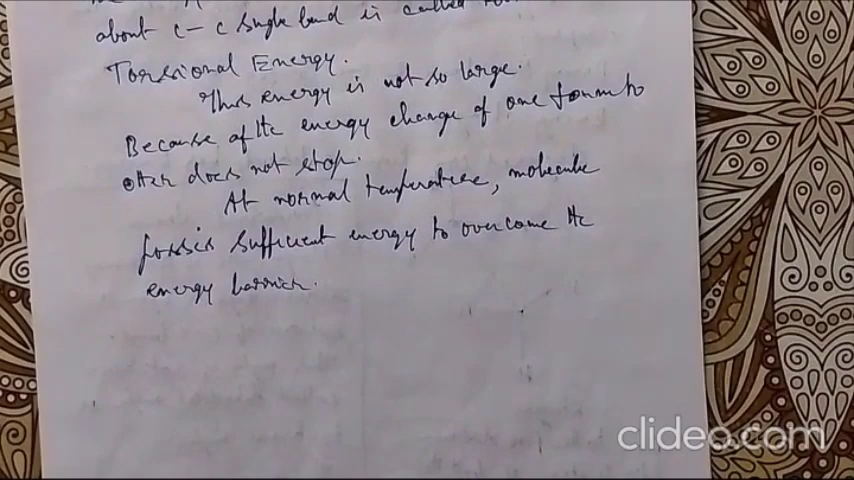 about c-c single bond is called
Torsional Energy.
This energy is not so large.
Because of the energy change of one form to
other does not stop.
At normal temperature, molecule
possess sufficient energy to overcome the
energy barrier.
clideo.com